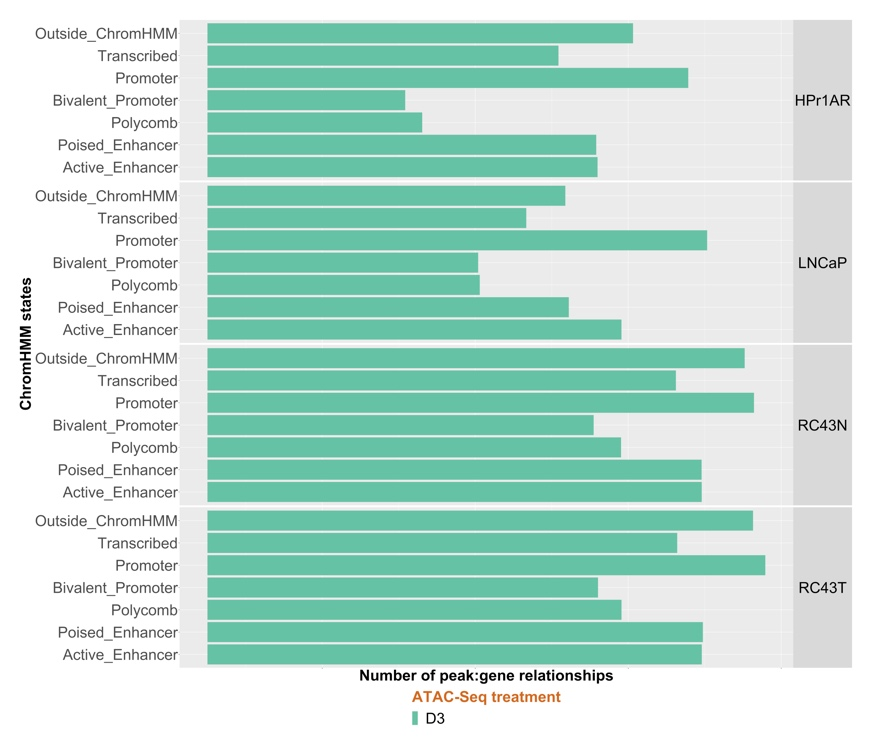 Outside_ChromHMM
Transcribed
Promoter
Bivalent_Promoter
Polycomb
Poised_Enhancer
Active_Enhancer
HPr1AR
Outside_ChromHMM
Transcribed
Promoter
Bivalent_Promoter
Polycomb
Poised_Enhancer
Active_Enhancer
LNCaP
Outside_ChromHMM
Transcribed
Promoter
Bivalent_Promoter
Polycomb
Poised_Enhancer
Active_Enhancer
RC43N
Outside_ChromHMM
Transcribed
Promoter
Bivalent_Promoter
Polycomb
Poised_Enhancer
Active_Enhancer
RC43T
ChromHMM states
Number of peak:gene relationships
ATAC-Seq treatment
D3